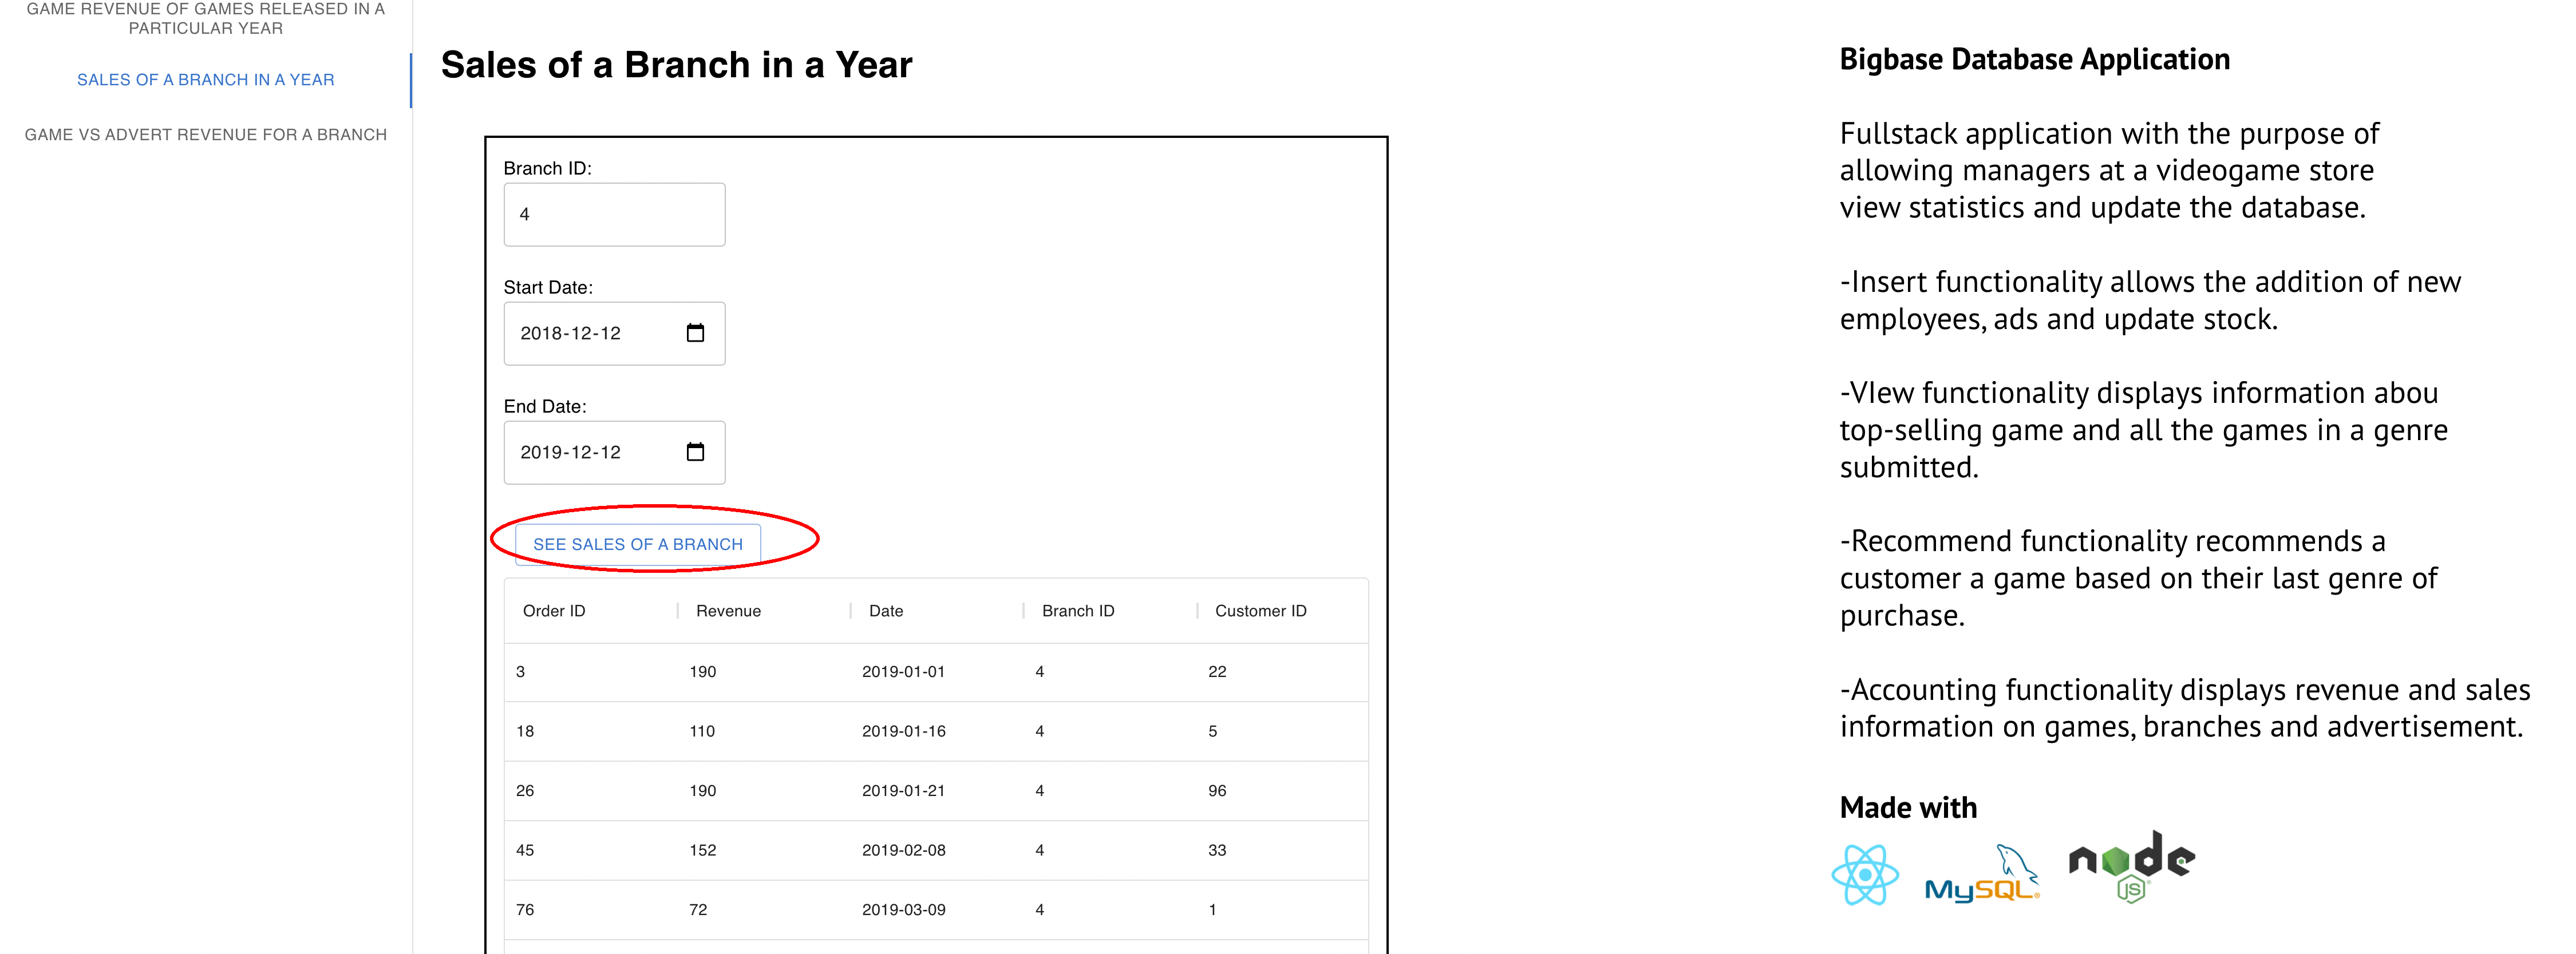 GAME REVENUE OF GAMES RELEASED IN A
PARTICULAR YEAR
SALES OF A BRANCH IN A YEAR
GAME VS ADVERT REVENUE FOR A BRANCH
Sales of a Branch in a Year
Branch ID:
4
Start Date:
2018-12-12
End Date:
2019-12-12
SEE SALES OF A BRANCH
Order ID Revenue Date Branch ID Customer ID
3 190 2019-01-01 4 22
18 110 2019-01-16 4 5
26 190 2019-01-21 4 96
45 152 2019-02-08 4 33
76 72 2019-03-09 4 1
Bigbase Database Application
Fullstack application with the purpose of
allowing managers at a videogame store
view statistics and update the database.
-Insert functionality allows the addition of new
employees, ads and update stock.
-VIew functionality displays information abou
top-selling game and all the games in a genre
submitted.
-Recommend functionality recommends a
customer a game based on their last genre of
purchase.
-Accounting functionality displays revenue and sales
information on games, branches and advertisement.
Made with
MySQL®
node
JS®